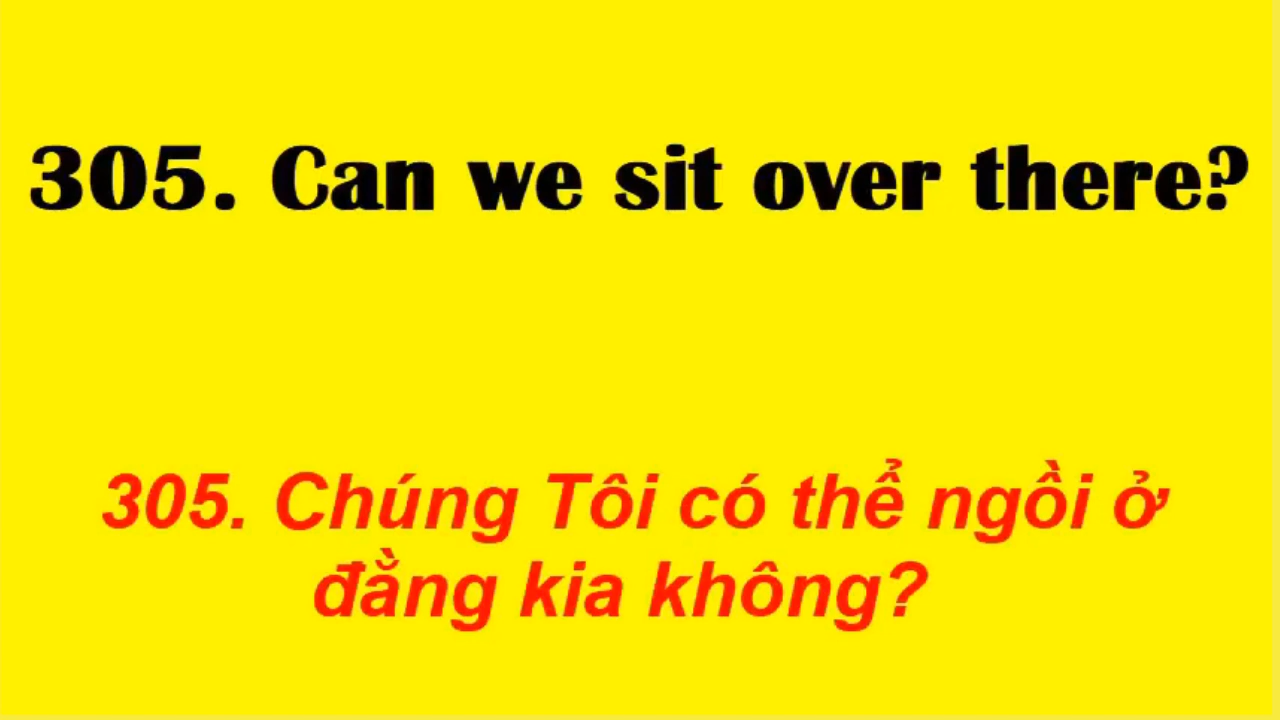 305. Can we sit over there?
305. Chúng Tôi có thể ngồi ở
đằng kia không?